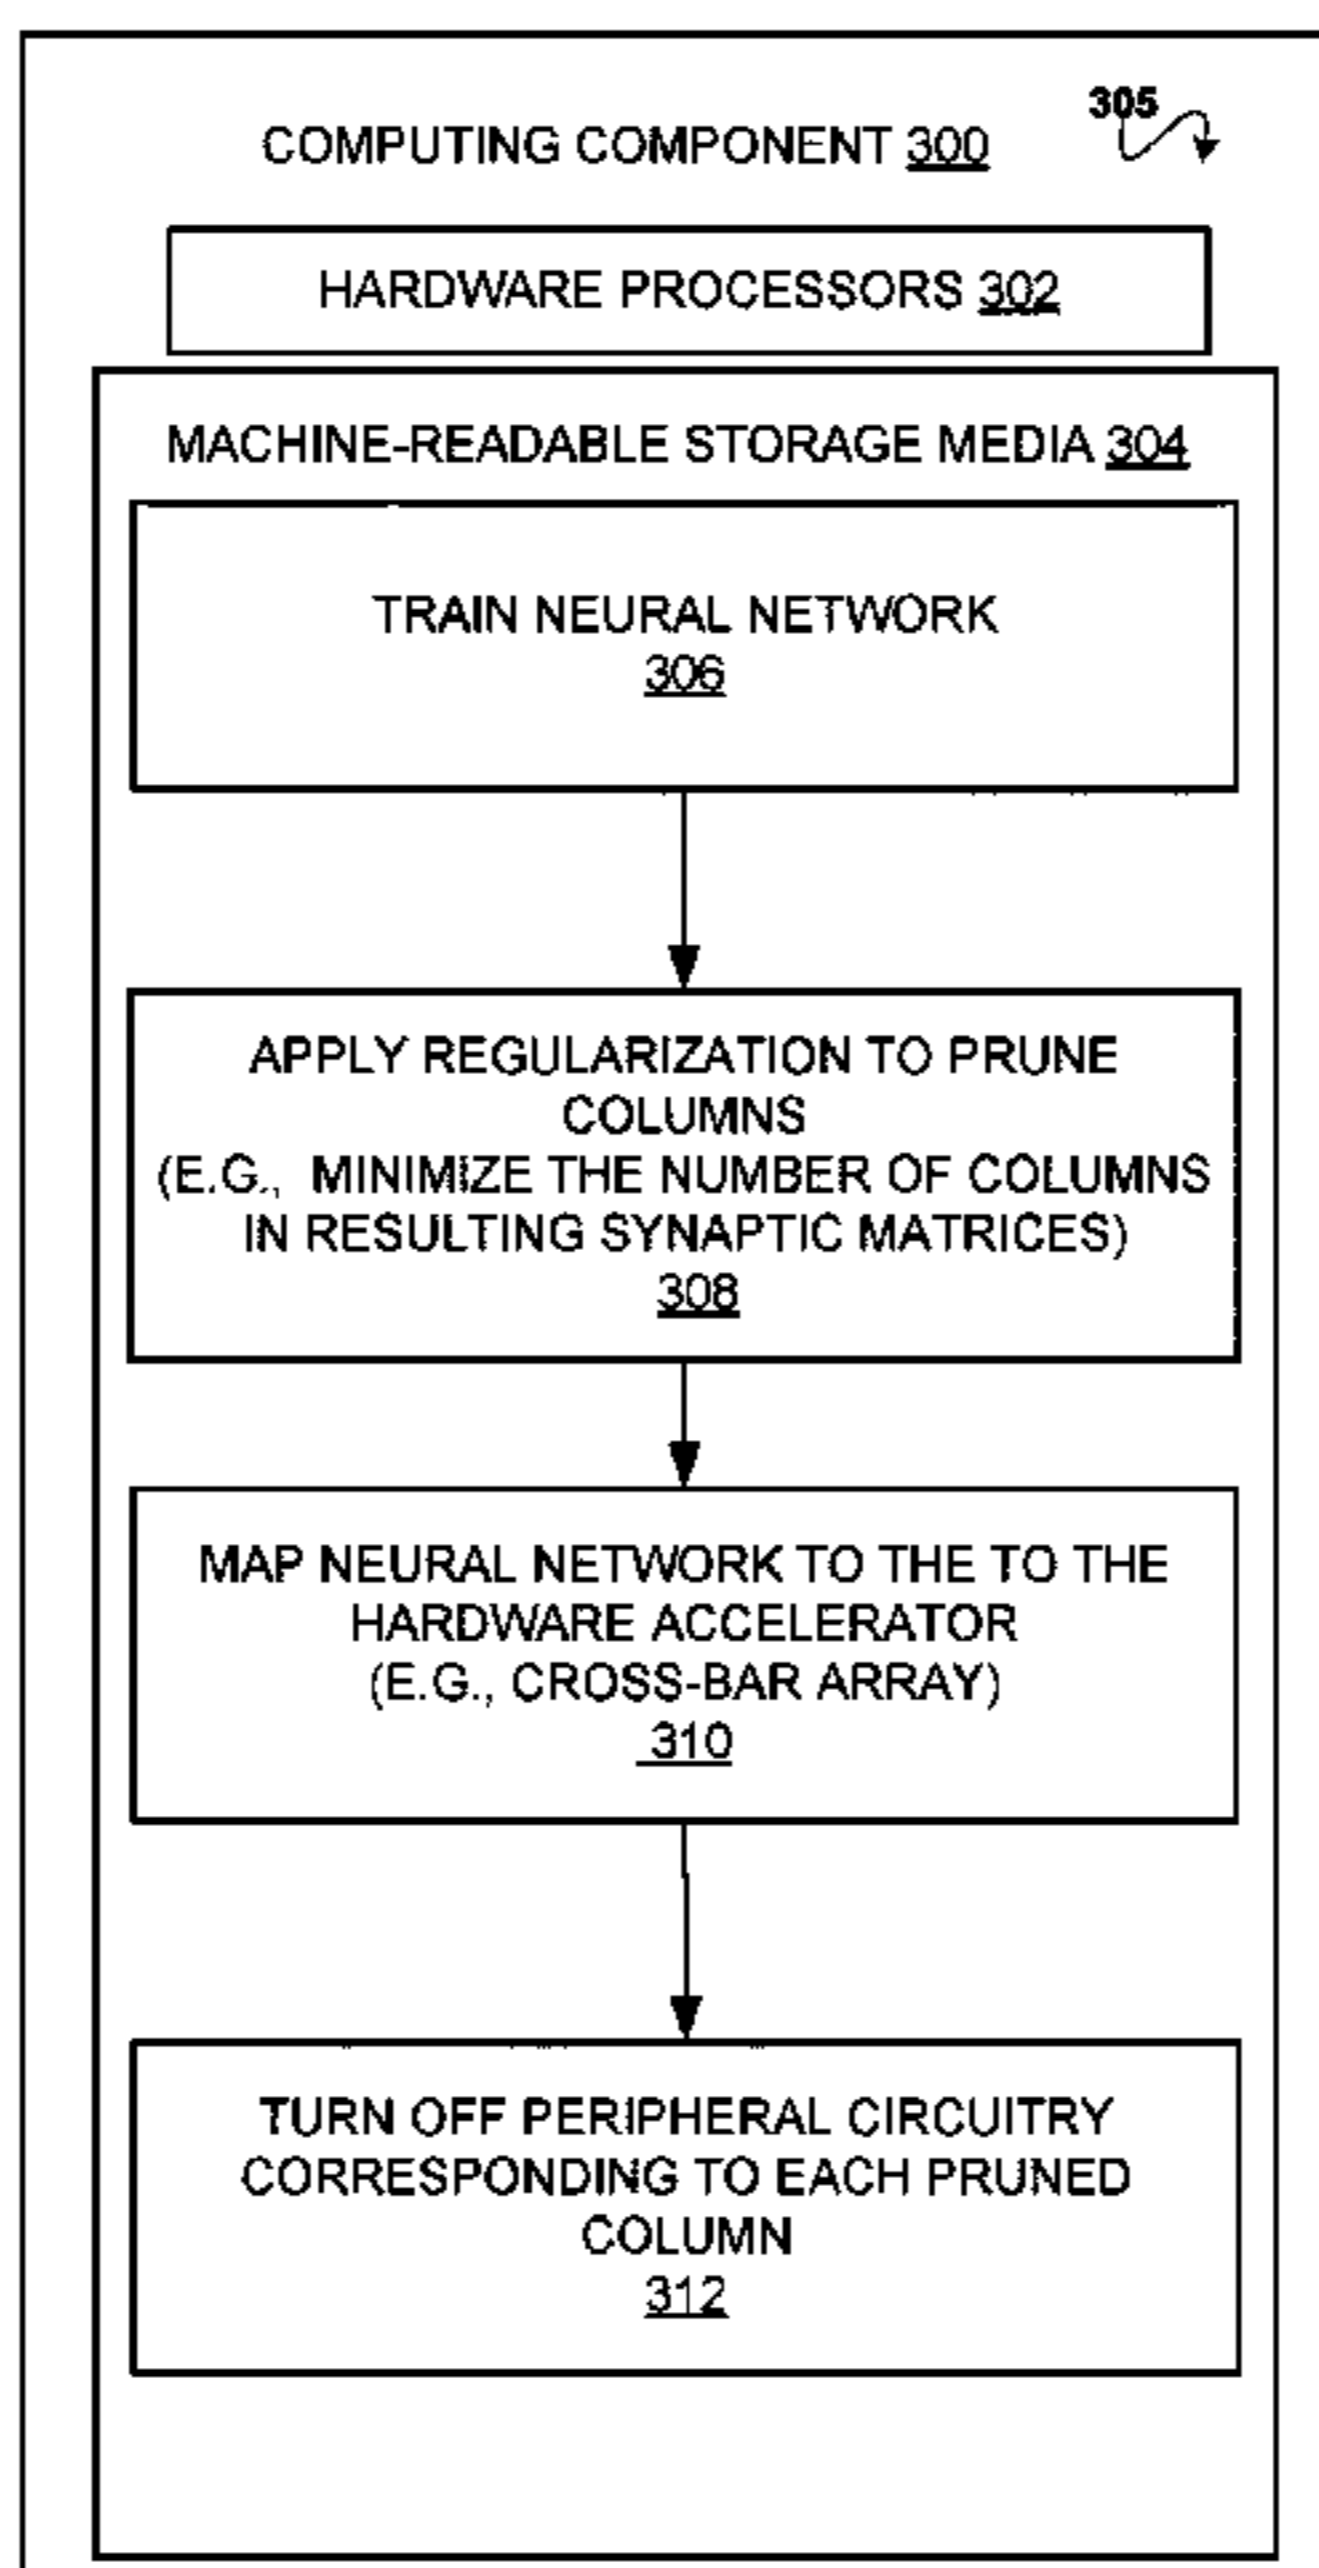 305
COMPUTING COMPONENT 300
HARDWARE PROCESSORS 302
MACHINE-READABLE STORAGE MEDIA 304
TRAIN NEURAL NETWORK
306
APPLY REGULARIZATION TO PRUNE
COLUMNS
(E.G., MINIMIZE THE NUMBER OF COLUMNS
IN RESULTING SYNAPTIC MATRICES)
308
MAP NEURAL NETWORK TO THE TO THE
HARDWARE ACCELERATOR
(E.G., CROSS-BAR ARRAY)
310
TURN OFF PERIPHERAL CIRCUITRY
CORRESPONDING TO EACH PRUNED
COLUMN
312